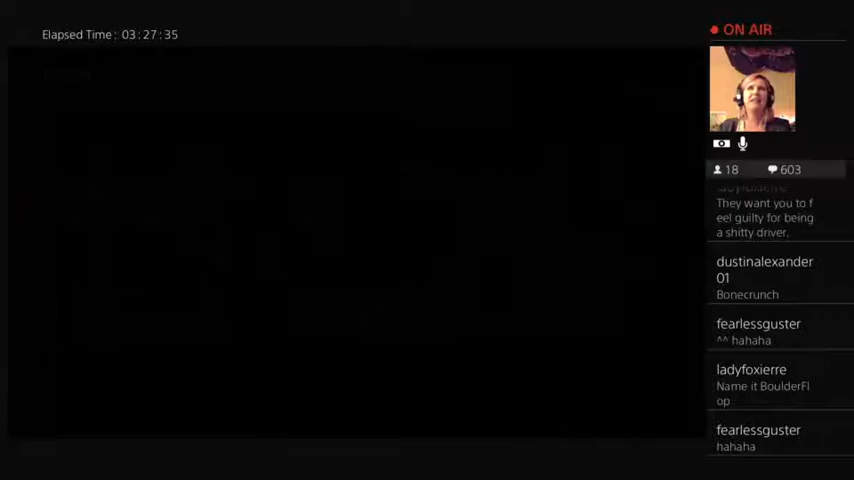 Elapsed Time: 03:27:35
ON AIR
18 603
They want you to f
eel guilty for being
a shitty driver.
dustinalexander
01
Bonecrunch
fearlessguster
^^ hahaha
ladyfoxierre
Name it BoulderFl
op
fearlessguster
hahaha